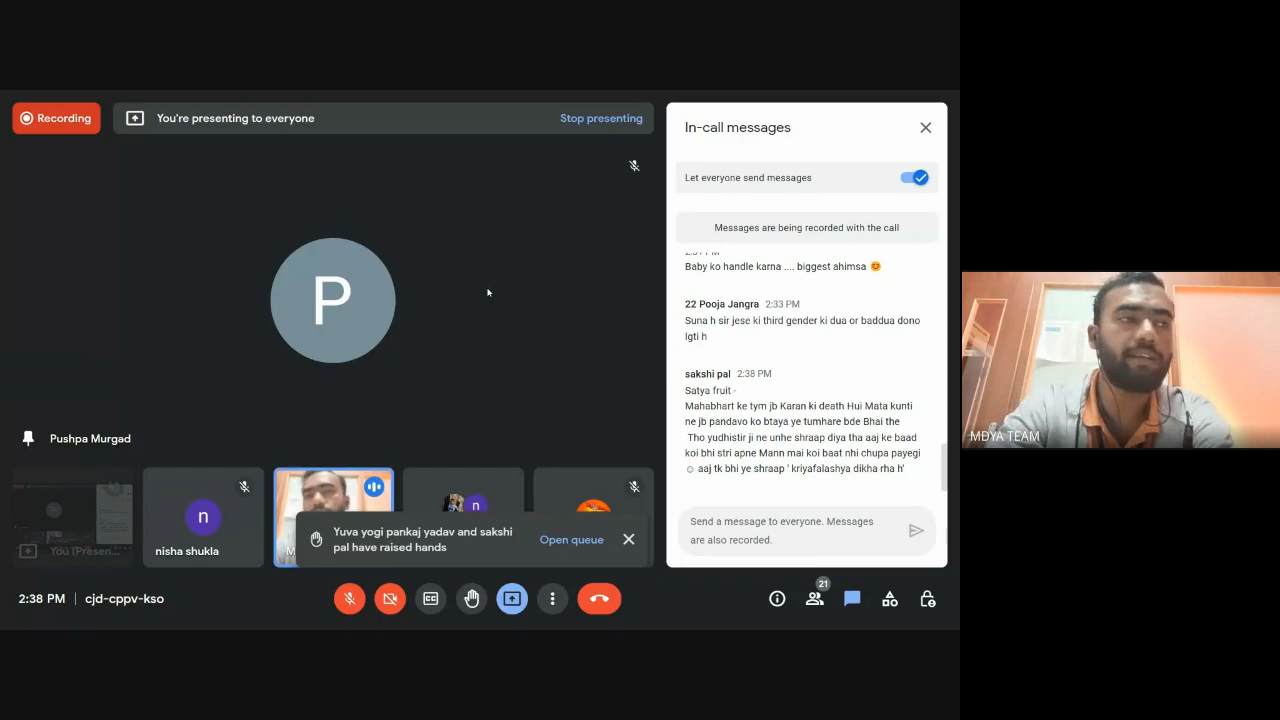 Recording
You're presenting to everyone
Stop presenting
P
Pushpa Murgad
You (Presen...
n
nisha shukla
n
Yuva yogi pankaj yadav and sakshi
pal have raised hands
Open queue
2:38 PM | cjd-cppv-kso
In-call messages
Let everyone send messages
Messages are being recorded with the call
Baby ko handle karna .... biggest ahimsa 😊
22 Pooja Jangra 2:33 PM
Suna h sir jese ki third gender ki dua or baddua dono
lgti h
sakshi pal 2:38 PM
Satya fruit -
Mahabhart ke tym jb Karan ki death Hui Mata kunti
ne jb pandavo ko btaya ye tumhare bde Bhai the
Tho yudhistir ji ne unhe shraap diya tha aaj ke baad
koi bhi stri apne Mann mai koi baat nhi chupa payegi
☺ aaj tk bhi ye shraap ' kriyafalashya dikha rha h'
Send a message to everyone. Messages
are also recorded.
21
MDYA TEAM